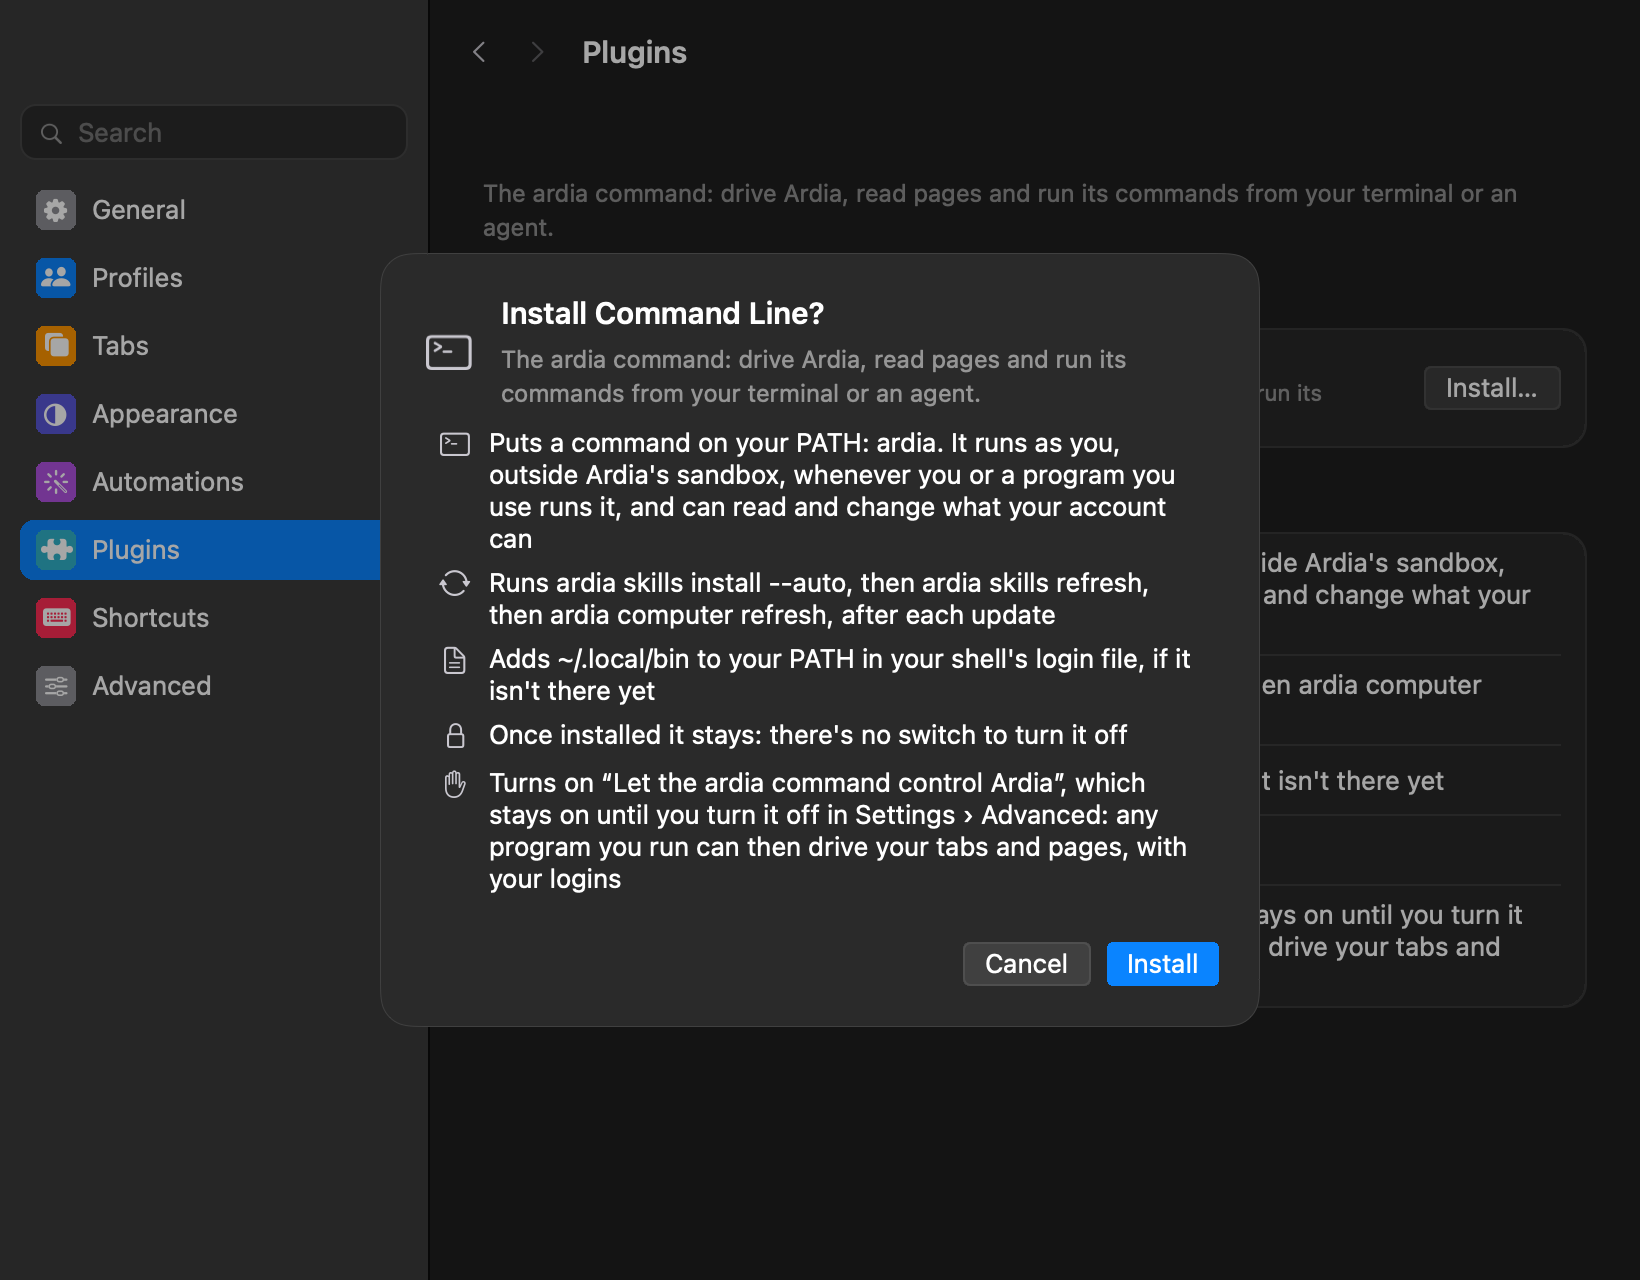 Plugins
Search
General
Profiles
Tabs
Appearance
Automations
Plugins
Shortcuts
Advanced
The ardia command: drive Ardia, read pages and run its commands from your terminal or an
agent.
run its
Install...
ide Ardia's sandbox,
and change what your
en ardia computer
t isn't there yet
ays on until you turn it
drive your tabs and
Install Command Line?
The ardia command: drive Ardia, read pages and run its
commands from your terminal or an agent.
Puts a command on your PATH: ardia. It runs as you,
outside Ardia's sandbox, whenever you or a program you
use runs it, and can read and change what your account
can
Runs ardia skills install --auto, then ardia skills refresh,
then ardia computer refresh, after each update
Adds ~/.local/bin to your PATH in your shell's login file, if it
isn't there yet
Once installed it stays: there's no switch to turn it off
Turns on “Let the ardia command control Ardia”, which
stays on until you turn it off in Settings › Advanced: any
program you run can then drive your tabs and pages, with
your logins
Cancel
Install